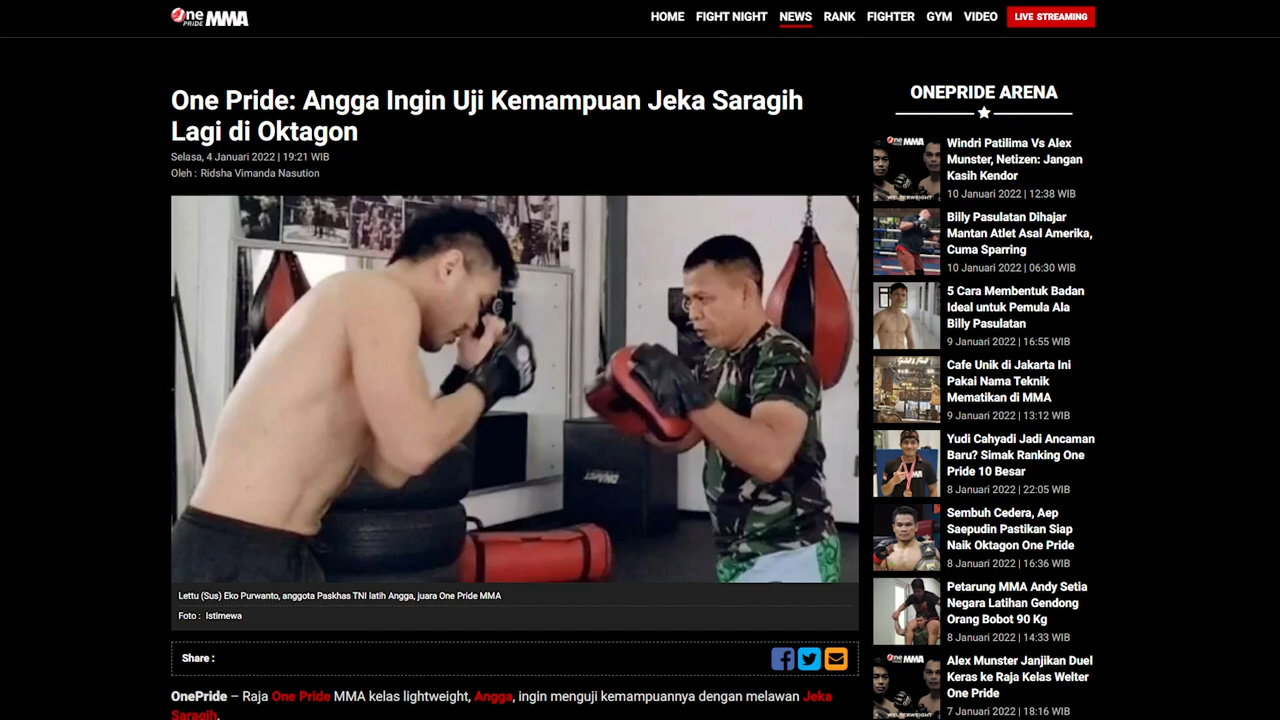 One PRIDE MMA
HOME FIGHT NIGHT NEWS RANK FIGHTER GYM VIDEO LIVE STREAMING
One Pride: Angga Ingin Uji Kemampuan Jeka Saragih
Lagi di Oktagon
Selasa, 4 Januari 2022 | 19:21 WIB
Oleh : Ridsha Vimanda Nasution
DYNAMIT
Lettu (Sus) Eko Purwanto, anggota Paskhas TNI latih Angga, juara One Pride MMA
Foto : Istimewa
Share :
OnePride – Raja One Pride MMA kelas lightweight, Angga, ingin menguji kemampuannya dengan melawan Jeka
Saragih.
ONEPRIDE ARENA
Windri Patilima Vs Alex
Munster, Netizen: Jangan
Kasih Kendor
10 Januari 2022 | 12:38 WIB
Billy Pasulatan Dihajar
Mantan Atlet Asal Amerika,
Cuma Sparring
10 Januari 2022 | 06:30 WIB
5 Cara Membentuk Badan
Ideal untuk Pemula Ala
Billy Pasulatan
9 Januari 2022 | 16:55 WIB
Cafe Unik di Jakarta Ini
Pakai Nama Teknik
Mematikan di MMA
9 Januari 2022 | 13:12 WIB
Yudi Cahyadi Jadi Ancaman
Baru? Simak Ranking One
Pride 10 Besar
8 Januari 2022 | 22:05 WIB
Sembuh Cedera, Aep
Saepudin Pastikan Siap
Naik Oktagon One Pride
8 Januari 2022 | 16:36 WIB
Petarung MMA Andy Setia
Negara Latihan Gendong
Orang Bobot 90 Kg
8 Januari 2022 | 14:33 WIB
Alex Munster Janjikan Duel
Keras ke Raja Kelas Welter
One Pride
7 Januari 2022 | 18:16 WIB